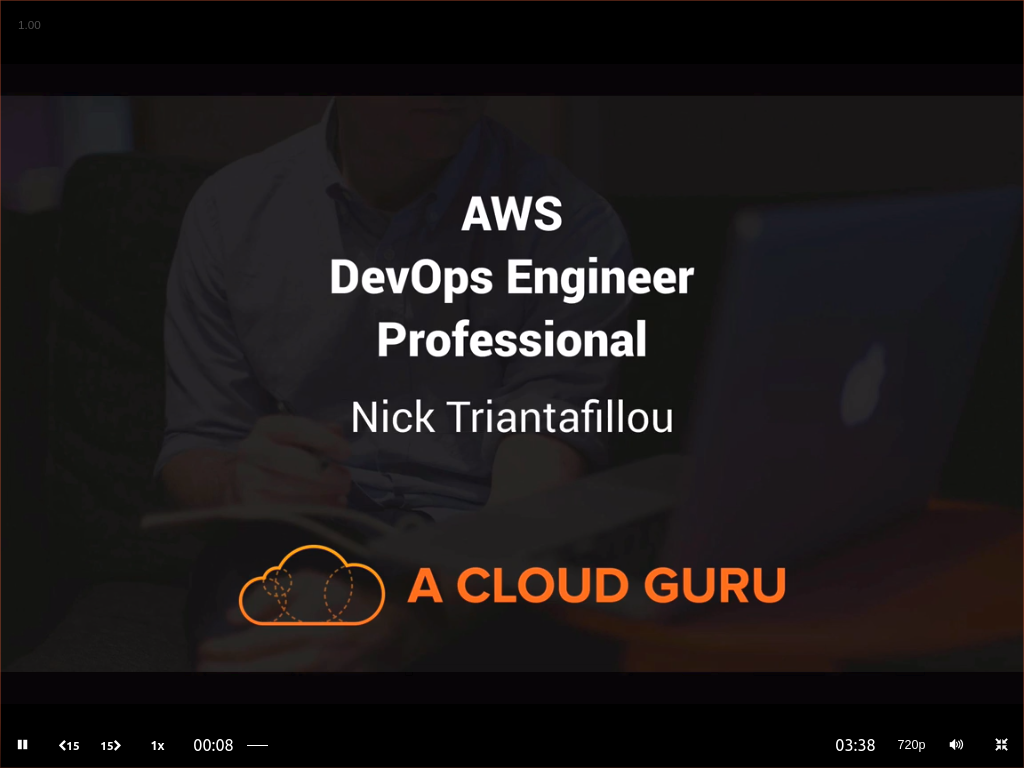 1.00
AWS
DevOps Engineer
Professional
Nick Triantafillou
A CLOUD GURU
15 15 1x 00:08 03:38 720p